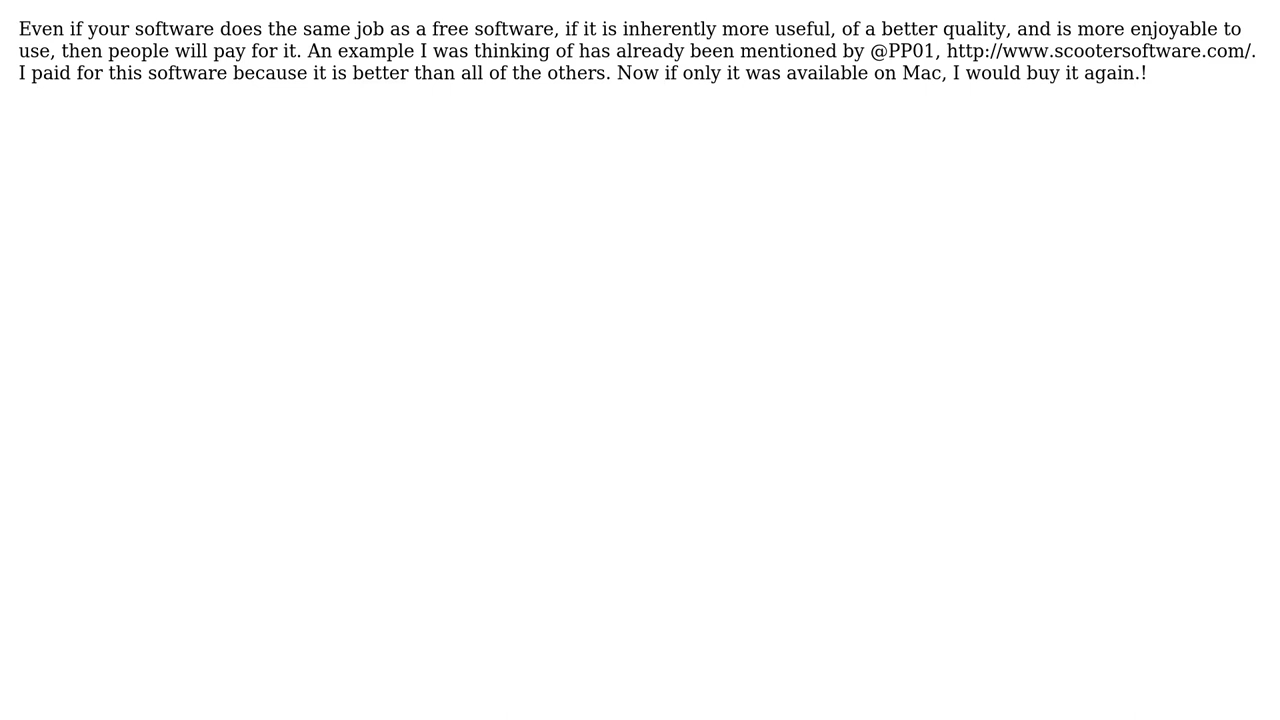 Even if your software does the same job as a free software, if it is inherently more useful, of a better quality, and is more enjoyable to
use, then people will pay for it. An example I was thinking of has already been mentioned by @PP01, http://www.scootersoftware.com/.
I paid for this software because it is better than all of the others. Now if only it was available on Mac, I would buy it again.!